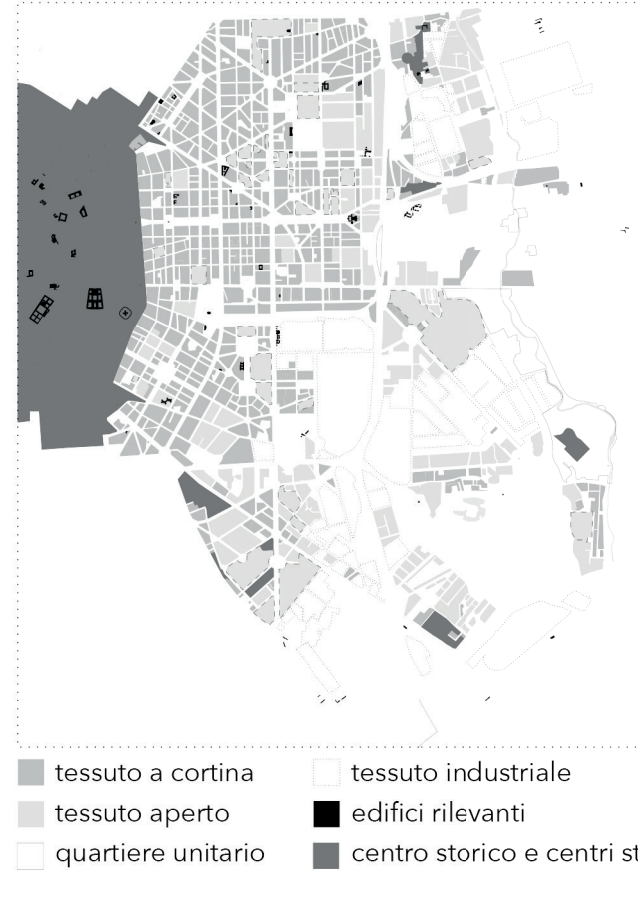 tessuto a cortina
tessuto aperto
quartiere unitario
tessuto industriale
edifici rilevanti
centro storico e centri st